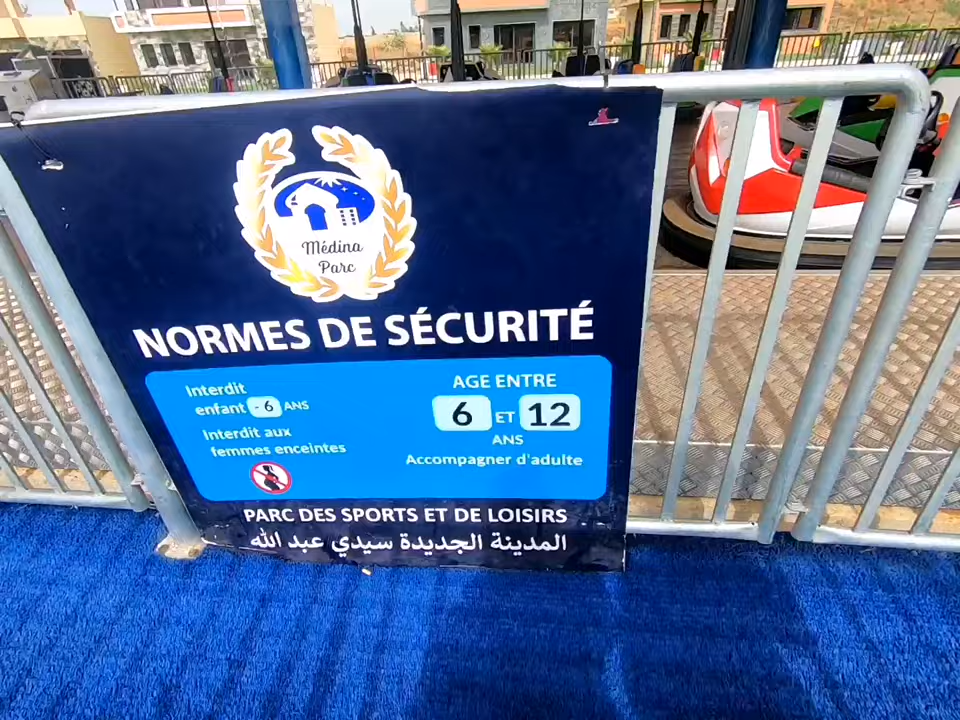 Médina
Parc
NORMES DE SÉCURITÉ
Interdit
enfant - 6 ANS
Interdit aux
femmes enceintes
AGE ENTRE
6 ET 12
ANS
Accompagner d'adulte
PARC DES SPORTS ET DE LOISIRS
المدينة الجديدة سيدي عبد الله